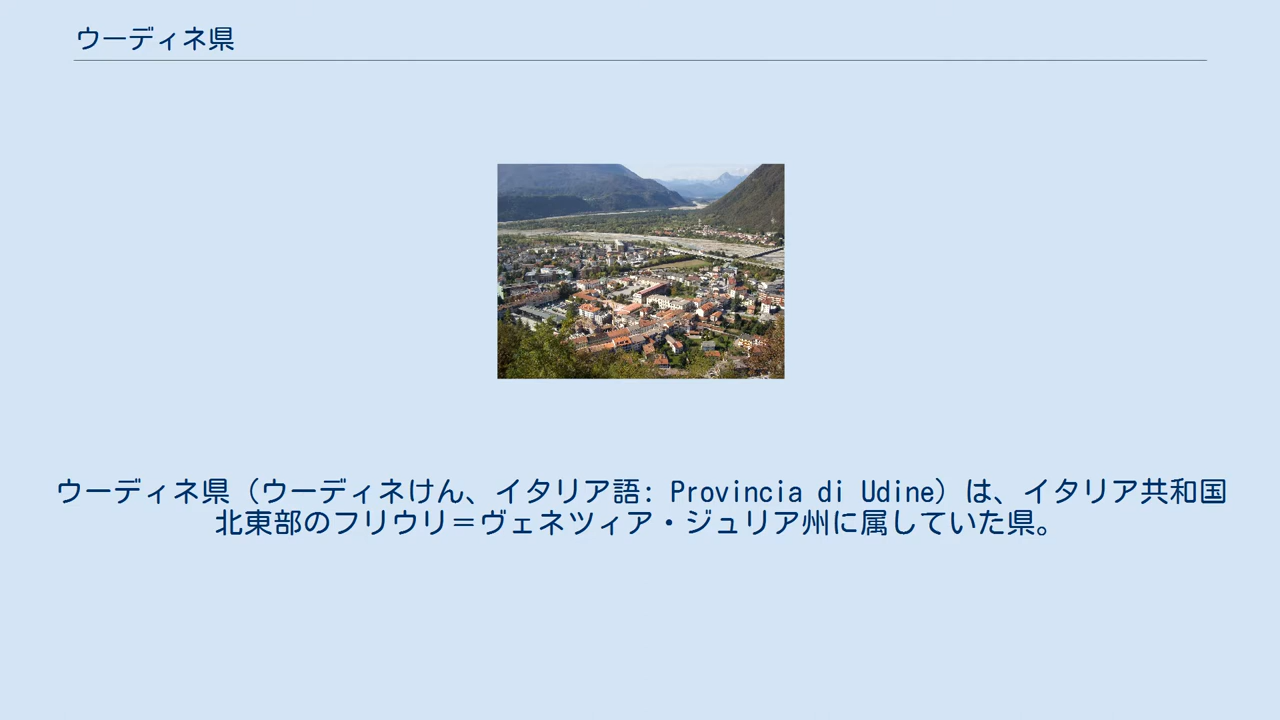 ウーディネ県
ウーディネ県（ウーディネけん、イタリア語: Provincia di Udine）は、イタリア共和国
北東部のフリウリ＝ヴェネツィア・ジュリア州に属していた県。